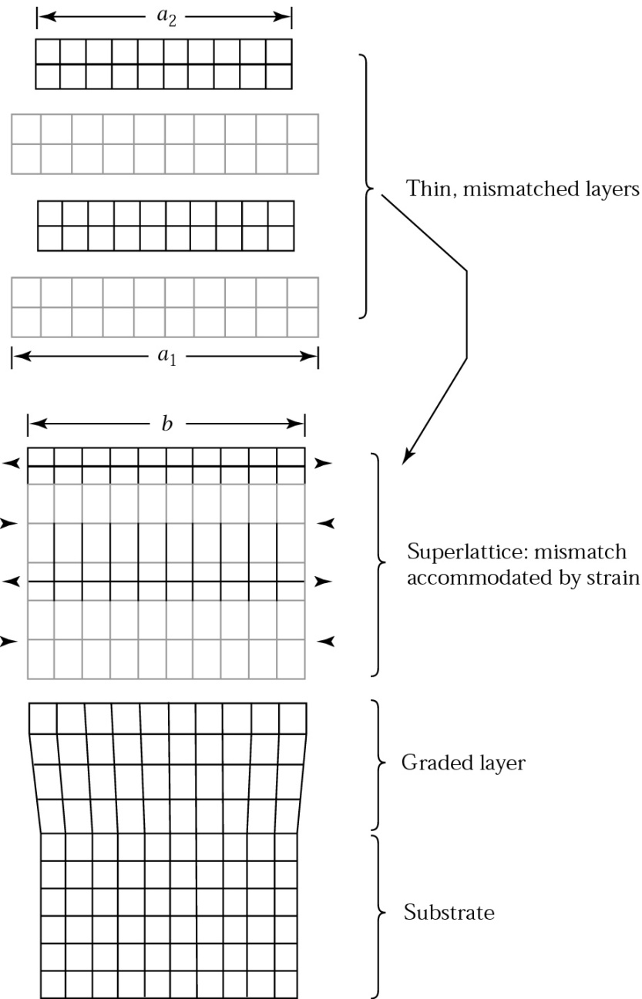 a2
Thin, mismatched layers
a1
b
Superlattice: mismatch
accommodated by strain
Graded layer
Substrate